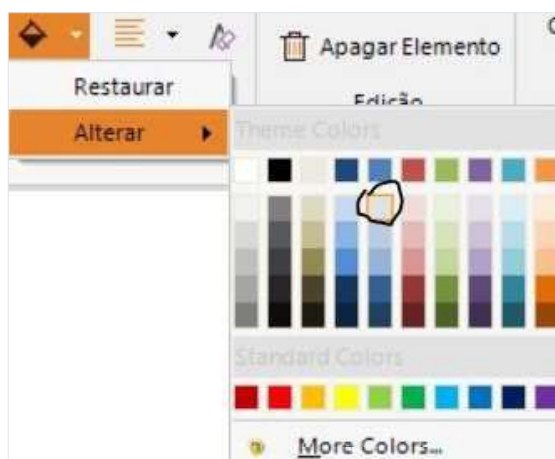 Apagar Elemento
Restaurar
Edição
Alterar
Theme Colors
Standard Colors
More Colors...